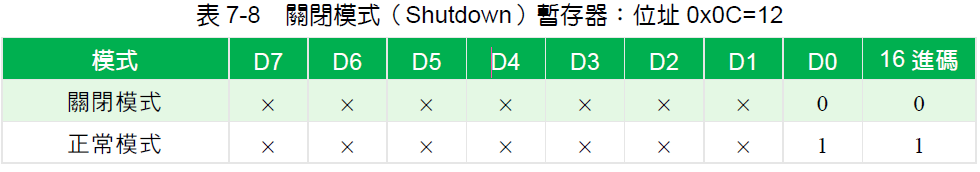 表 7-8 關閉模式（Shutdown）暫存器：位址 0x0C=12
模式 D7 D6 D5 D4 D3 D2 D1 D0 16 進碼
關閉模式 × × × × × × × 0 0
正常模式 × × × × × × × 1 1